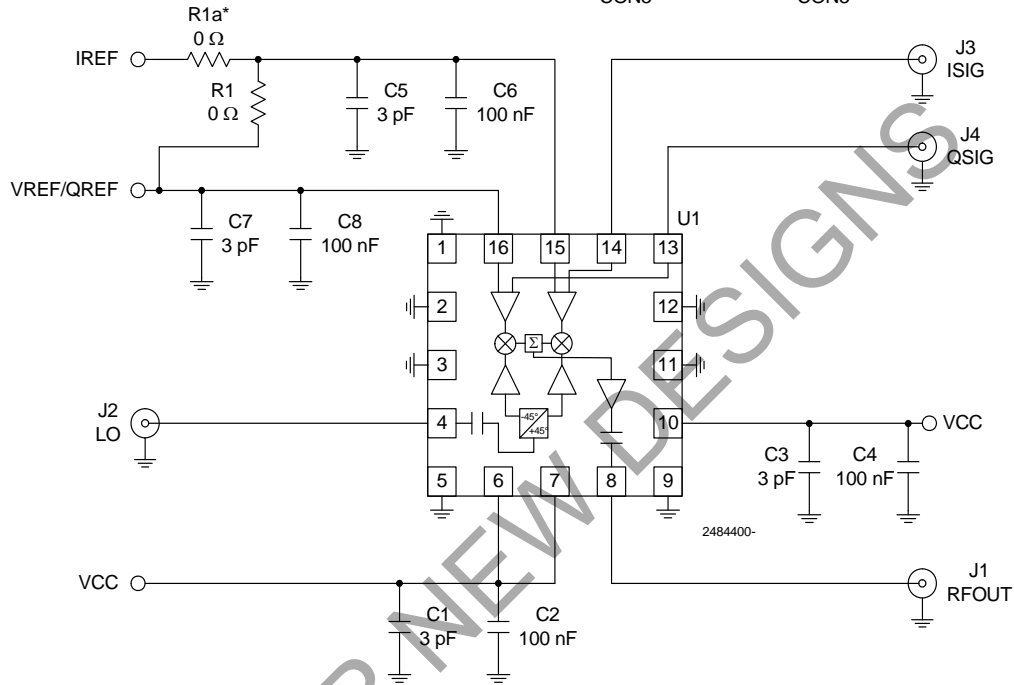 R1a*
0 Ω
IREF
R1
0 Ω
C5
3 pF
C6
100 nF
J3
ISIG
J4
QSIG
VREF/QREF
C7
3 pF
C8
100 nF
U1
1
16
15
14
13
2
12
3
Σ
11
J2
LO
4
-45°
+45°
10
VCC
C3
3 pF
C4
100 nF
5
6
7
8
9
2484400-
VCC
C1
3 pF
C2
100 nF
J1
RFOUT
NEW DESIGNS